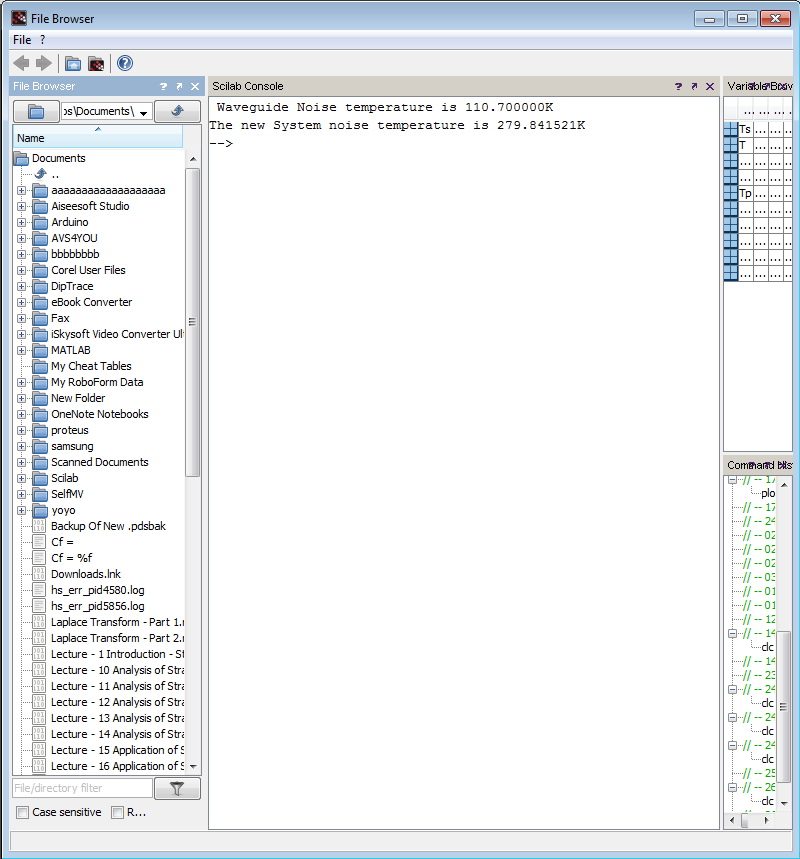 File Browser
File ?
File Browser ?
os\Documents\
Name
Documents
..
aaaaaaaaaaaaaaaaaaa
Aiseesoft Studio
Arduino
AVS4YOU
bbbbbbbb
Corel User Files
DipTrace
eBook Converter
Fax
iSkysoft Video Converter Ul
MATLAB
My Cheat Tables
My RoboForm Data
New Folder
OneNote Notebooks
proteus
samsung
Scanned Documents
Scilab
SelfMV
yoyo
Backup Of New .pdsbak
Cf =
Cf = %f
Downloads.lnk
hs_err_pid4580.log
hs_err_pid5856.log
Laplace Transform - Part 1.r
Laplace Transform - Part 2.r
Lecture - 1 Introduction - St
Lecture - 10 Analysis of Stra
Lecture - 11 Analysis of Stra
Lecture - 12 Analysis of Stra
Lecture - 13 Analysis of Stra
Lecture - 14 Analysis of Stra
Lecture - 15 Application of S
Lecture - 16 Application of S
File/directory filter
Case sensitive R...
Scilab Console ?
Waveguide Noise temperature is 110.700000K
The new System noise temperature is 279.841521K
-->
Variable
... ... ...
Ts ... ... ...
T ... ... ...
... ... ... ...
... ... ... ...
Tp ... ... ...
... ... ... ...
... ... ... ...
... ... ... ...
... ... ... ...
... ... ... ...
Command
// -- 17
plo
// -- 17
// -- 24
// -- 02
// -- 02
// -- 02
// -- 03
// -- 01
// -- 01
// -- 12
// -- 14
clc
// -- 14
// -- 23
// -- 24
clc
// -- 24
clc
// -- 24
clc
// -- 25
// -- 26
clc